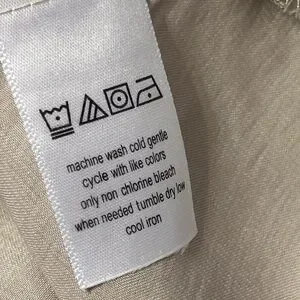 machine wash cold gentle
cycle with like colors
only non chlorine bleach
when needed tumble dry low
cool iron